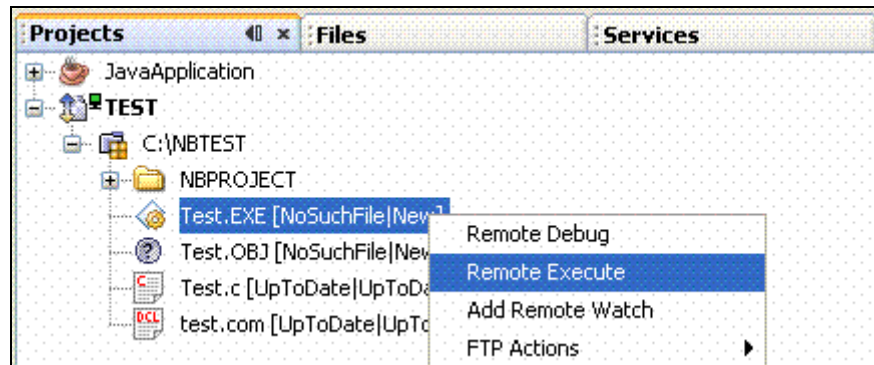 Projects Files Services
JavaApplication
TEST
C:\NBTEST
NBPROJECT
Test.EXE [NoSuchFile|New]
Remote Debug
Test.OBJ [NoSuchFile|New
Remote Execute
Test.c [UpToDate|UpToDa
Add Remote Watch
DCL test.com [UpToDate|UpTo
FTP Actions